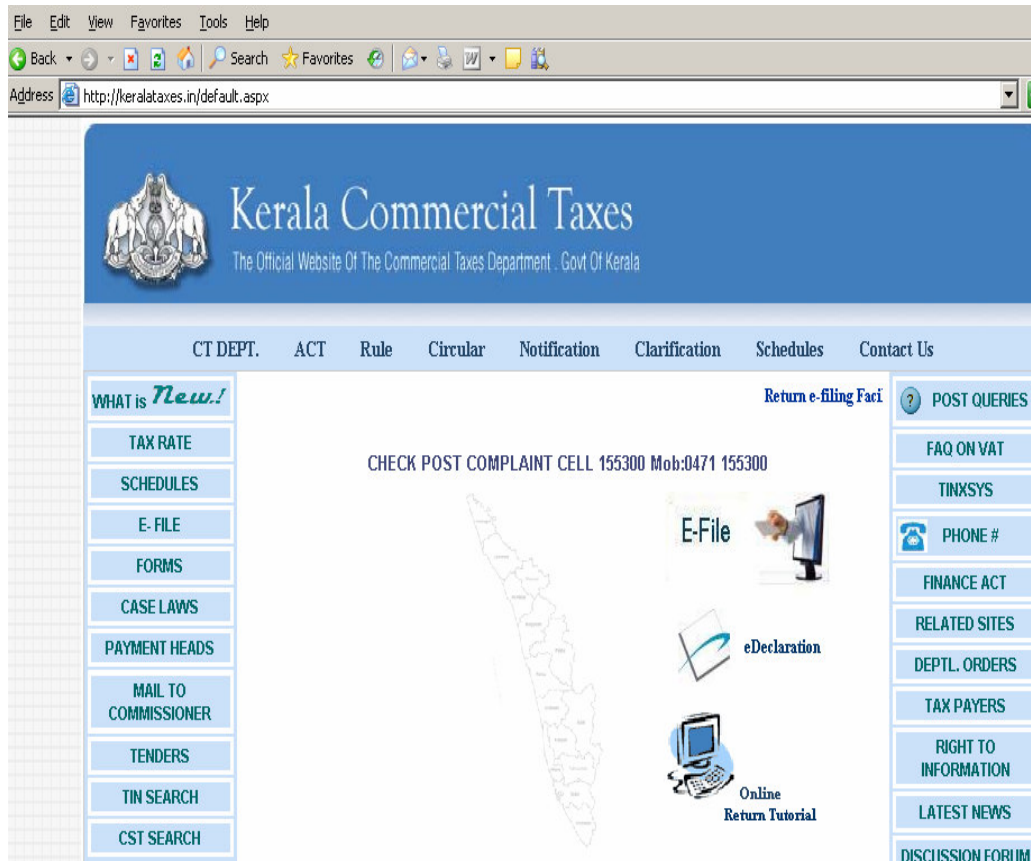 File Edit View Favorites Tools Help
Back Search Favorites
Address http://keralataxes.in/default.aspx
Kerala Commercial Taxes
The Official Website Of The Commercial Taxes Department . Govt Of Kerala
CT DEPT. ACT Rule Circular Notification Clarification Schedules Contact Us
WHAT is New.!
TAX RATE
SCHEDULES
E- FILE
FORMS
CASE LAWS
PAYMENT HEADS
MAIL TO
COMMISSIONER
TENDERS
TIN SEARCH
CST SEARCH
Return e-filing Faci
CHECK POST COMPLAINT CELL 155300 Mob:0471 155300
E-File
eDeclaration
Online
Return Tutorial
POST QUERIES
FAQ ON VAT
TINXSYS
PHONE #
FINANCE ACT
RELATED SITES
DEPTL. ORDERS
TAX PAYERS
RIGHT TO
INFORMATION
LATEST NEWS
DISCUSSION FORUM